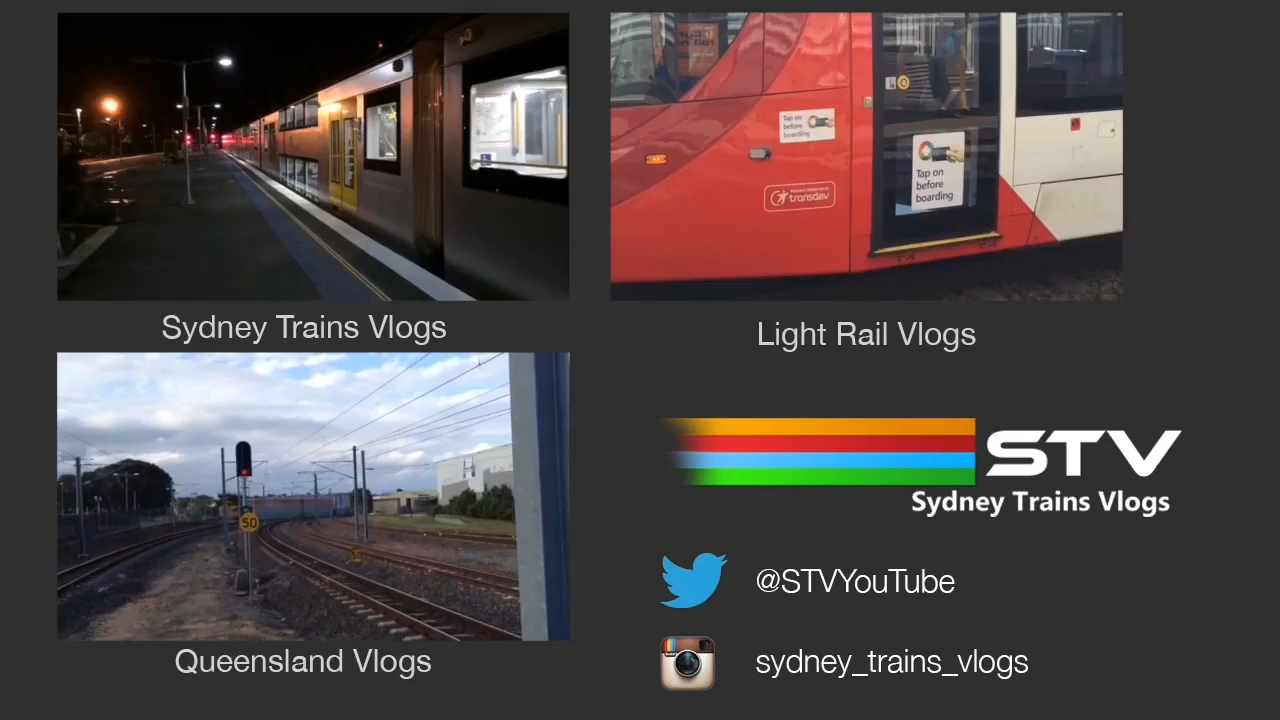 Tap on
before
boarding
Tap on
before
boarding
transdev
Sydney Trains Vlogs
Light Rail Vlogs
50
Queensland Vlogs
STV
Sydney Trains Vlogs
@STVYouTube
sydney_trains_vlogs